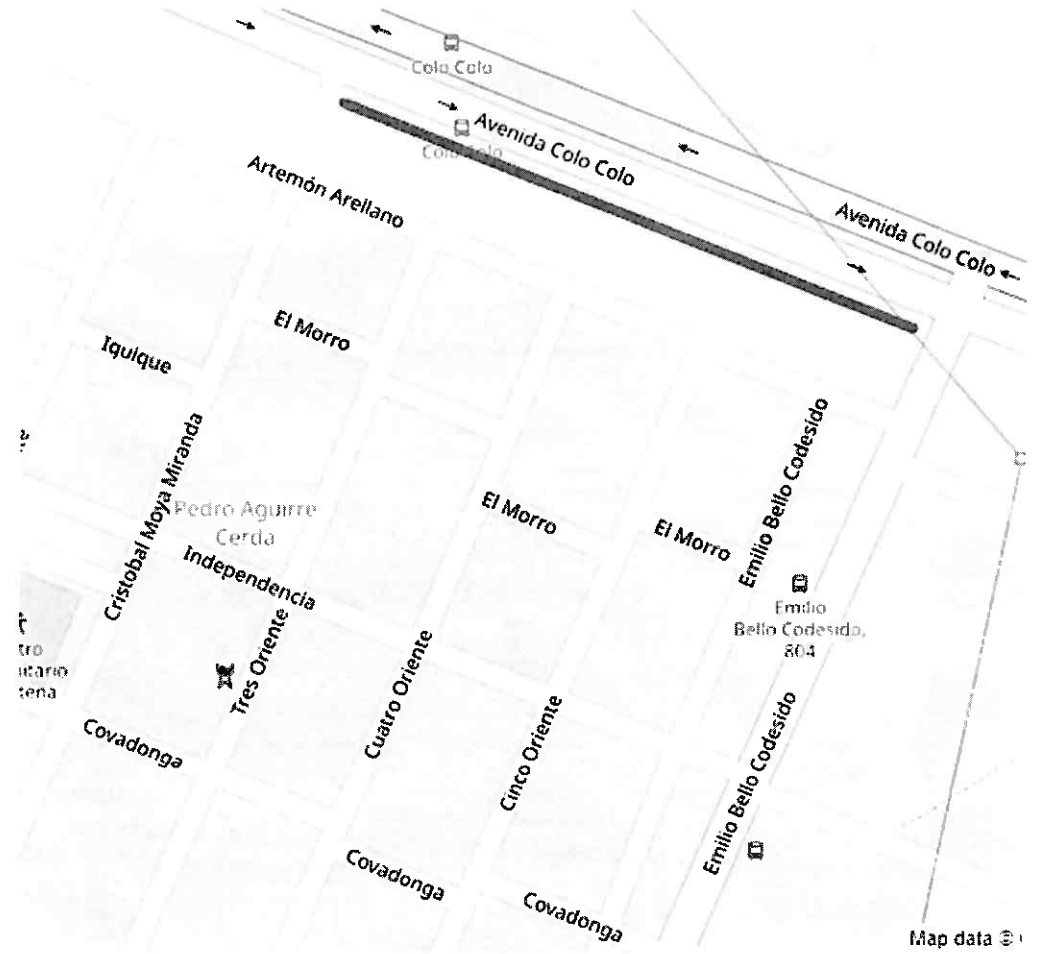 Colo Colo
Avenida Colo Colo
Colo Colo
Artemón Arellano
Avenida Colo Colo
El Morro
Iquique
Emilio Bello Codesido
Cristobal Moya Miranda
Pedro Aguirre
Cerda
El Morro
El Morro
Independencia
Emilio
Bello Codesido,
804
Tres Oriente
Cuatro Oriente
Cinco Oriente
Emilio Bello Codesido
Covadonga
Covadonga
Covadonga
Map data ©